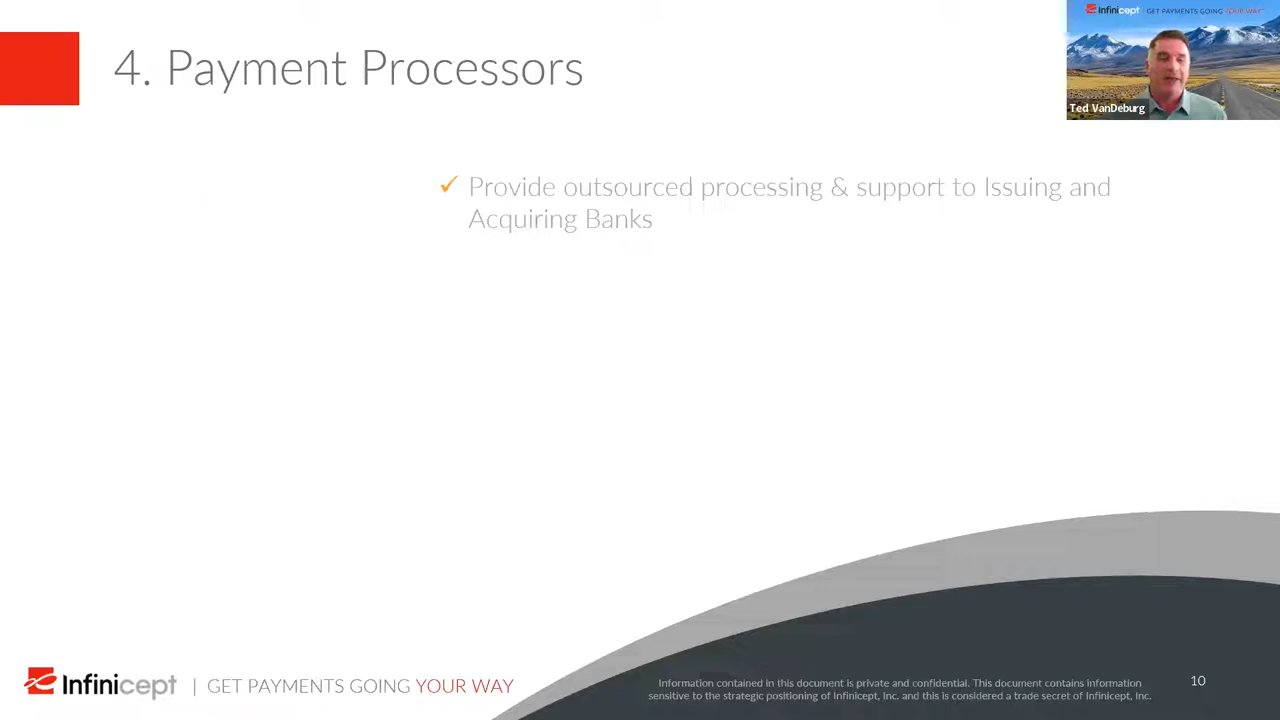 Infinicept GET PAYMENTS GOING YOUR WAY
4. Payment Processors
Ted VanDeburg
✓ Provide outsourced processing & support to Issuing and
Acquiring Banks
Infinicept | GET PAYMENTS GOING YOUR WAY
Information contained in this document is private and confidential. This document contains information
sensitive to the strategic positioning of Infinicept, Inc. and this is considered a trade secret of Infinicept, Inc.
10